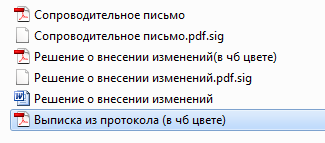 Сопроводительное письмо
Сопроводительное письмо.pdf.sig
Решение о внесении изменений(в чб цвете)
Решение о внесении изменений.pdf.sig
Решение о внесении изменений
Выписка из протокола (в чб цвете)